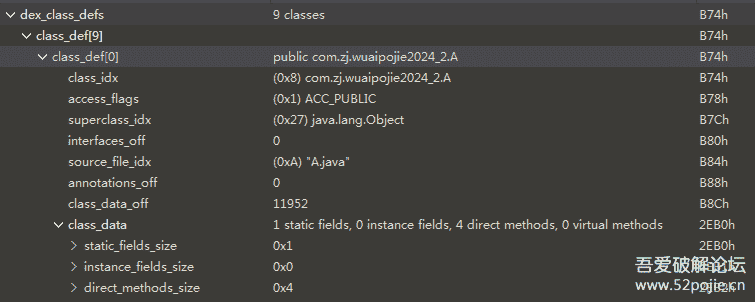 dex_class_defs 9 classes B74h
class_def[9] B74h
class_def[0] public com.zj.wuaipojie2024_2.A B74h
class_idx (0x8) com.zj.wuaipojie2024_2.A B74h
access_flags (0x1) ACC_PUBLIC B78h
superclass_idx (0x27) java.lang.Object B7Ch
interfaces_off 0 B80h
source_file_idx (0xA) "A.java" B84h
annotations_off 0 B88h
class_data_off 11952 B8Ch
class_data 1 static fields, 0 instance fields, 4 direct methods, 0 virtual methods 2EB0h
static_fields_size 0x1 2EB0h
instance_fields_size 0x0
direct_methods_size 0x4
吾爱破解论坛
www.52pojie.cn